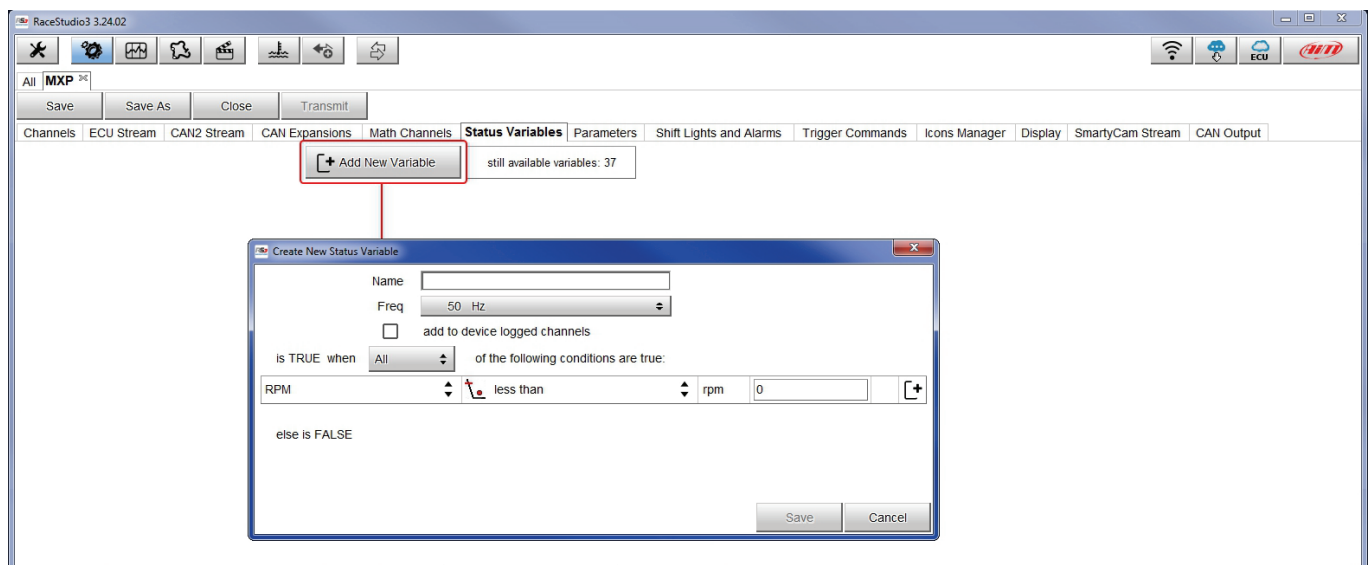 RaceStudio3 3.24.02
ECU
AiM
All MXP
Save Save As Close Transmit
Channels ECU Stream CAN2 Stream CAN Expansions Math Channels Status Variables Parameters Shift Lights and Alarms Trigger Commands Icons Manager Display SmartyCam Stream CAN Output
Add New Variable still available variables: 37
Create New Status Variable
Name
Freq 50 Hz
add to device logged channels
is TRUE when All of the following conditions are true:
RPM less than rpm 0
else is FALSE
Save Cancel